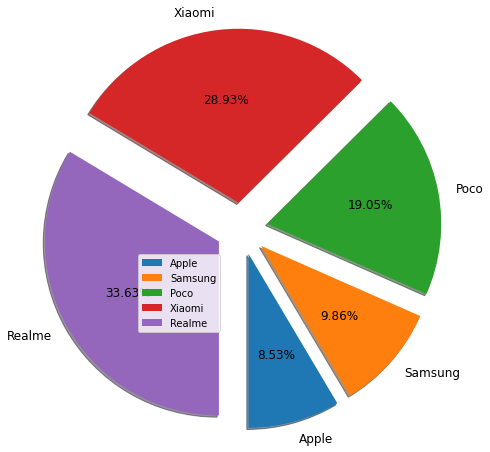 Xiaomi
28.93%
Poco
19.05%
Realme
33.63
Apple
Samsung
Poco
Xiaomi
Realme
9.86%
Samsung
8.53%
Apple